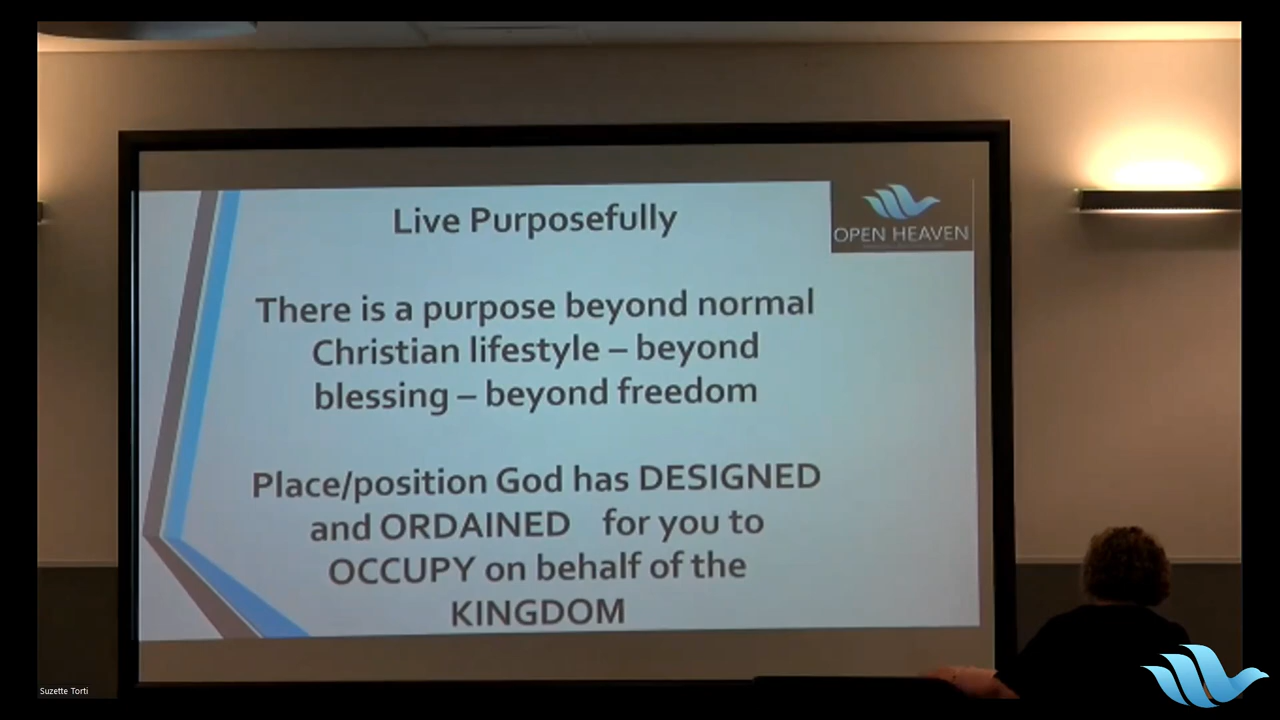 Live Purposefully
OPEN HEAVEN
There is a purpose beyond normal
Christian lifestyle – beyond
blessing – beyond freedom
Place/position God has DESIGNED
and ORDAINED for you to
OCCUPY on behalf of the
KINGDOM
Suzette Torti